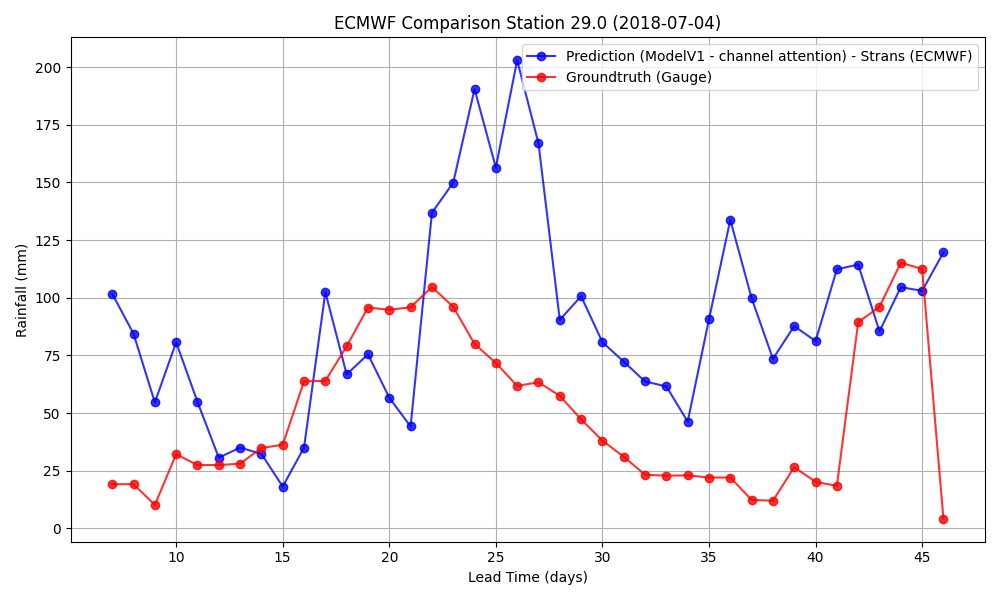 ECMWF Comparison Station 29.0 (2018-07-04)
Prediction (ModelV1 - channel attention) - Strans (ECMWF)
Groundtruth (Gauge)
Rainfall (mm)
200
175
150
125
100
75
50
25
0
10 15 20 25 30 35 40 45
Lead Time (days)